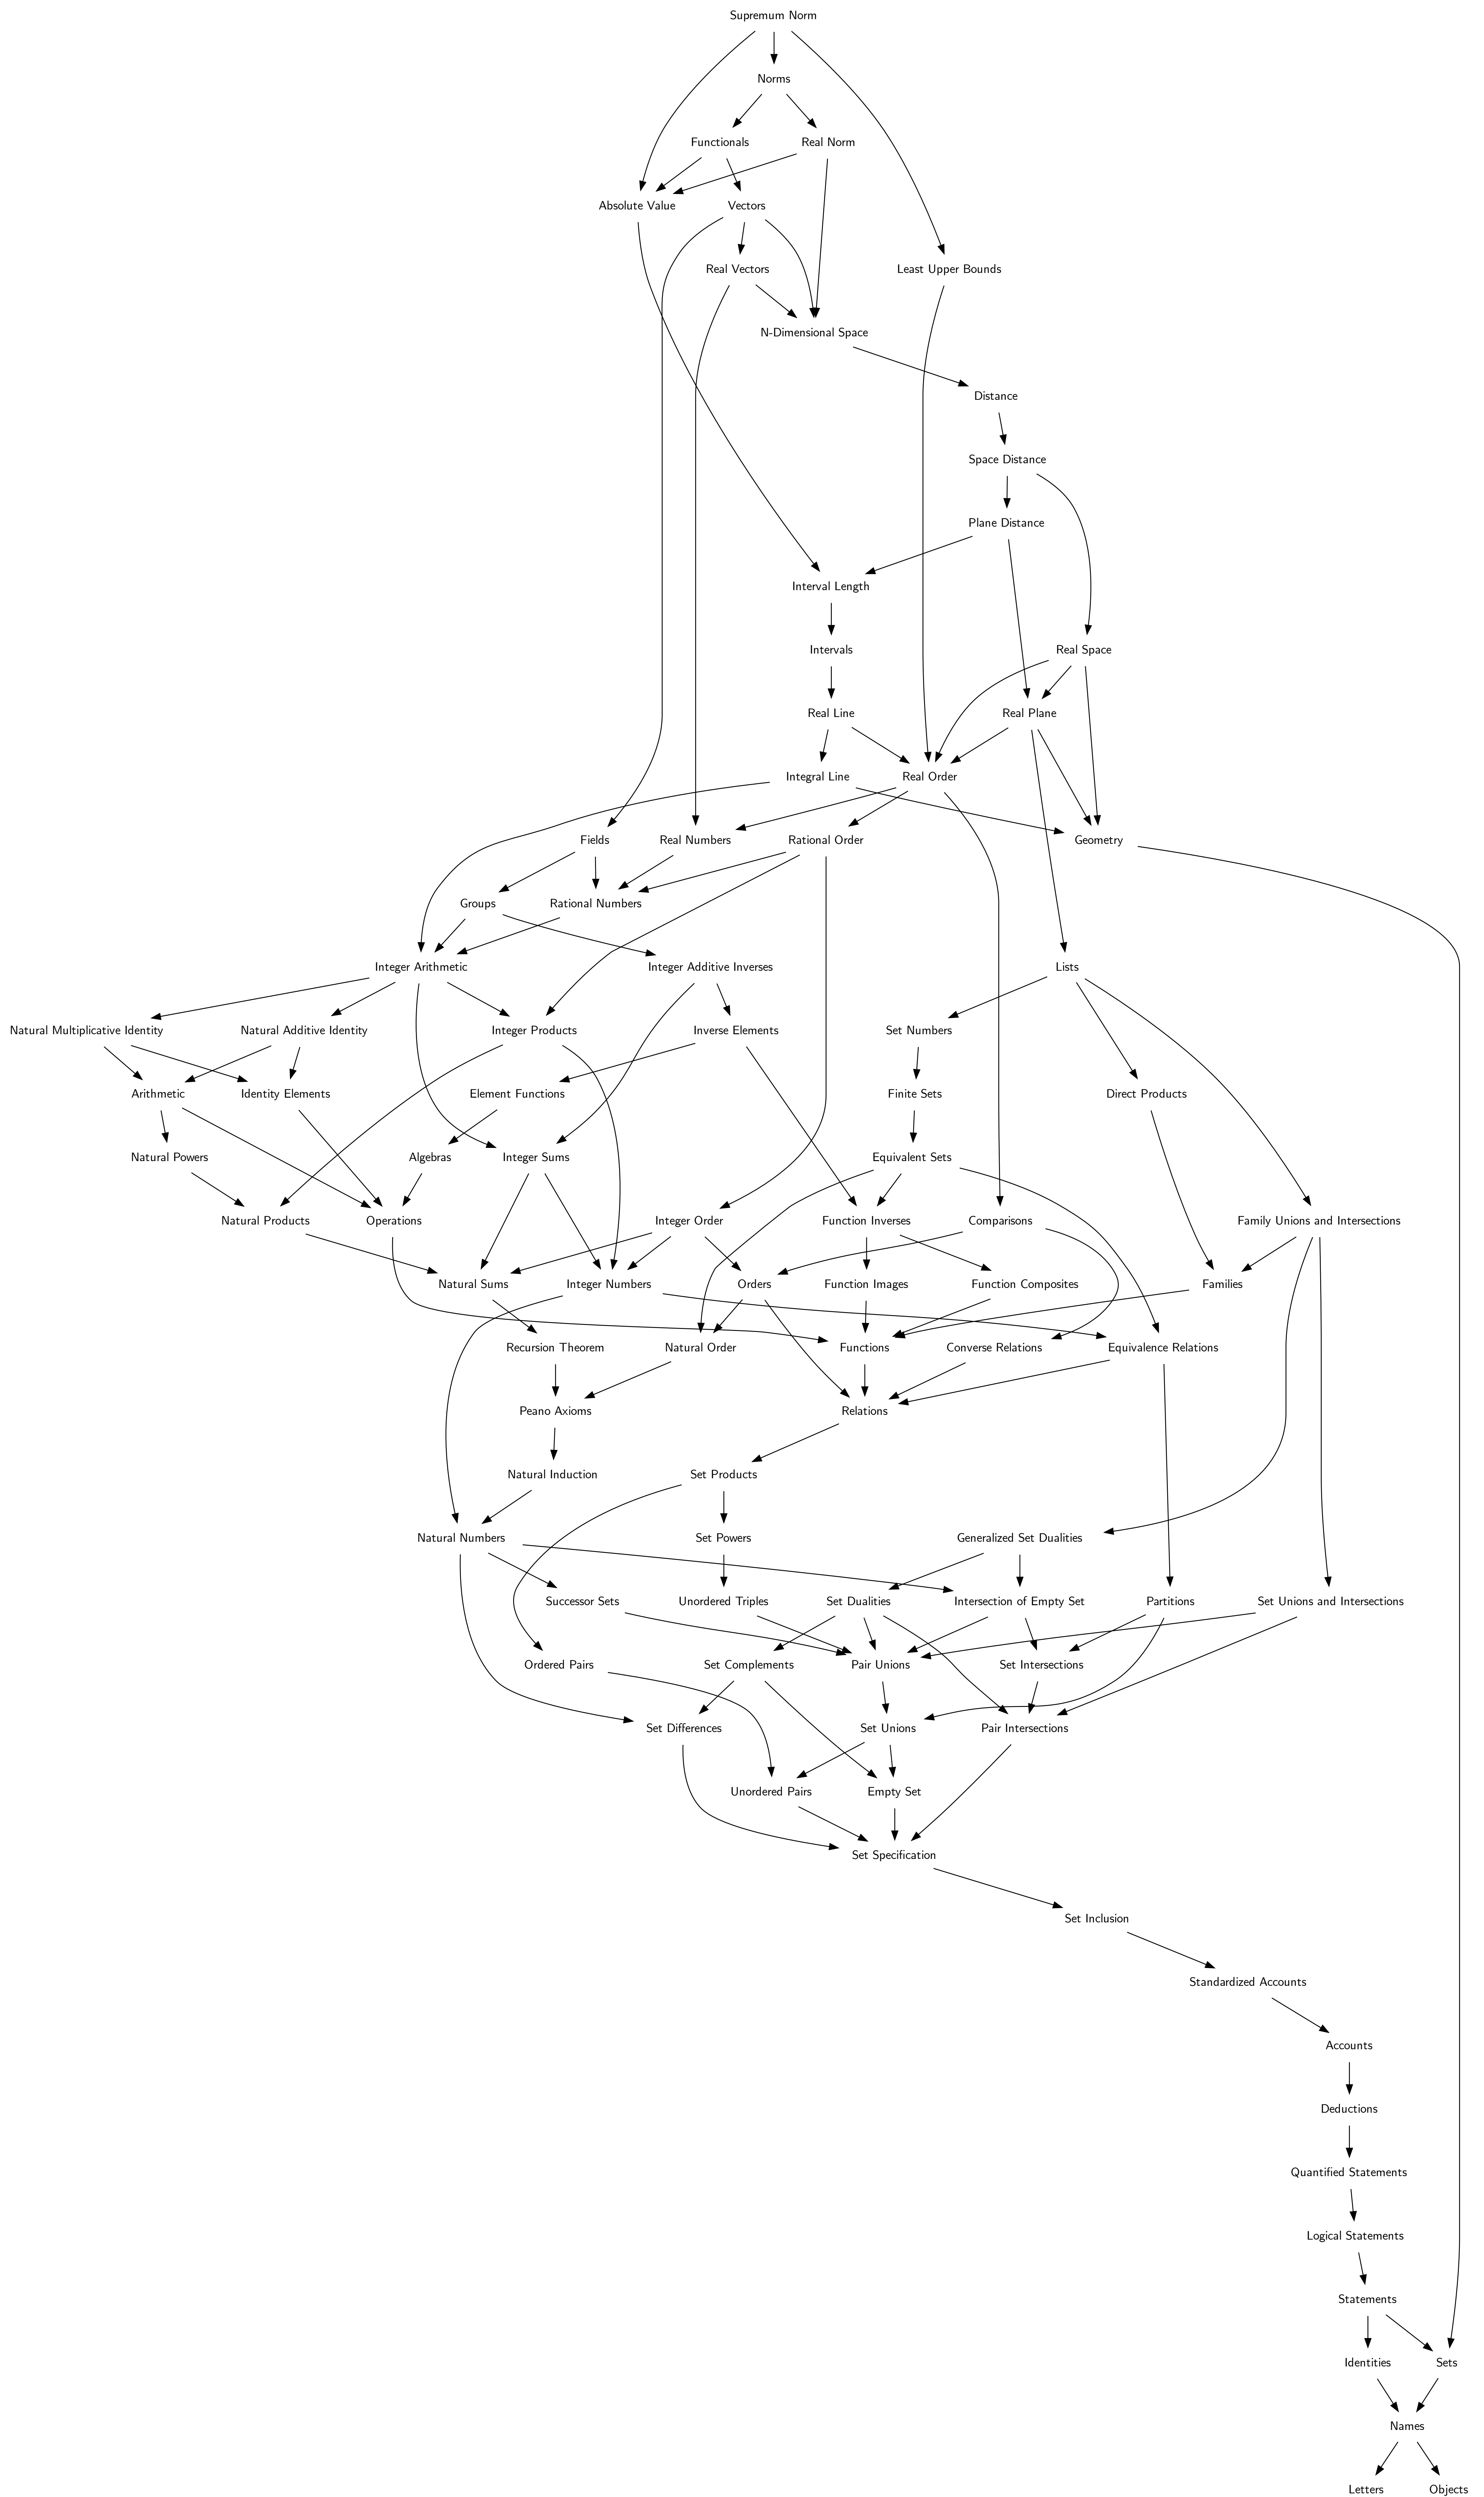 Supremum Norm
Norms
Functionals
Real Norm
Absolute Value
Vectors
Real Vectors
Least Upper Bounds
N-Dimensional Space
Distance
Space Distance
Plane Distance
Interval Length
Intervals
Real Space
Real Line
Real Plane
Integral Line
Real Order
Fields
Real Numbers
Rational Order
Geometry
Groups
Rational Numbers
Integer Arithmetic
Integer Additive Inverses
Lists
Natural Multiplicative Identity
Natural Additive Identity
Integer Products
Inverse Elements
Set Numbers
Arithmetic
Identity Elements
Element Functions
Finite Sets
Direct Products
Natural Powers
Algebras
Integer Sums
Equivalent Sets
Natural Products
Operations
Integer Order
Function Inverses
Comparisons
Family Unions and Intersections
Natural Sums
Integer Numbers
Orders
Function Images
Function Composites
Families
Recursion Theorem
Natural Order
Functions
Converse Relations
Equivalence Relations
Peano Axioms
Relations
Natural Induction
Set Products
Natural Numbers
Set Powers
Generalized Set Dualities
Successor Sets
Unordered Triples
Set Dualities
Intersection of Empty Set
Partitions
Set Unions and Intersections
Ordered Pairs
Set Complements
Pair Unions
Set Intersections
Set Differences
Set Unions
Pair Intersections
Unordered Pairs
Empty Set
Set Specification
Set Inclusion
Standardized Accounts
Accounts
Deductions
Quantified Statements
Logical Statements
Statements
Identities
Sets
Names
Letters
Objects